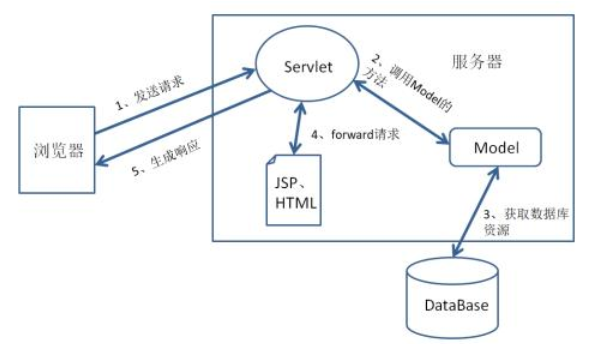 服务器
Servlet
1、发送请求
2、调用Model的
方法
浏览器
5、生成响应
4、forward请求
Model
JSP、
HTML
3、获取数据库
资源
DataBase